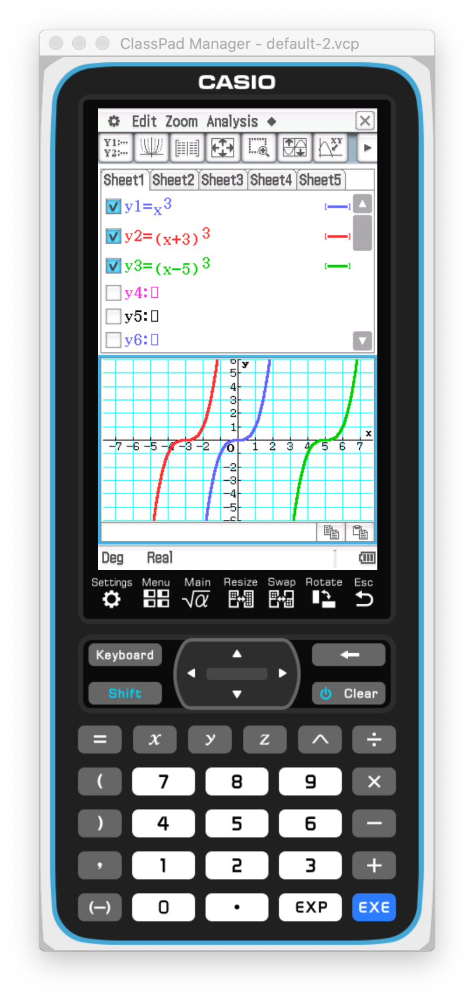 ClassPad Manager - default-2.vcp
CASIO
Edit Zoom Analysis ◆
Y1:··· Y2:··· XY
Sheet1 Sheet2 Sheet3 Sheet4 Sheet5
y1=x^3
y2=(x+3)^3
y3=(x−5)^3
y4:▯
y5:▯
y6:▯
6 y
5
4
3
2
1
x
−7 −6 −5 −4 −3 −2 0 1 2 3 4 5 6 7
−2
−3
−4
−5
−6
Deg Real
Settings Menu Main Resize Swap Rotate Esc
√α
Keyboard
Shift Clear
= x y z ^ ÷
( 7 8 9 ×
) 4 5 6 −
, 1 2 3 +
(−) 0 • EXP EXE